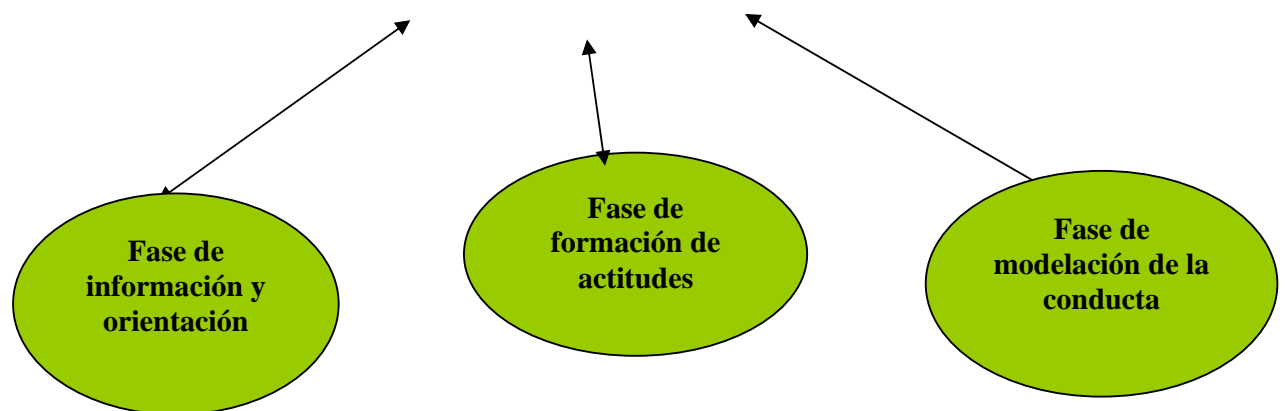 Fase de
información y
orientación
Fase de
formación de
actitudes
Fase de
modelación de la
conducta